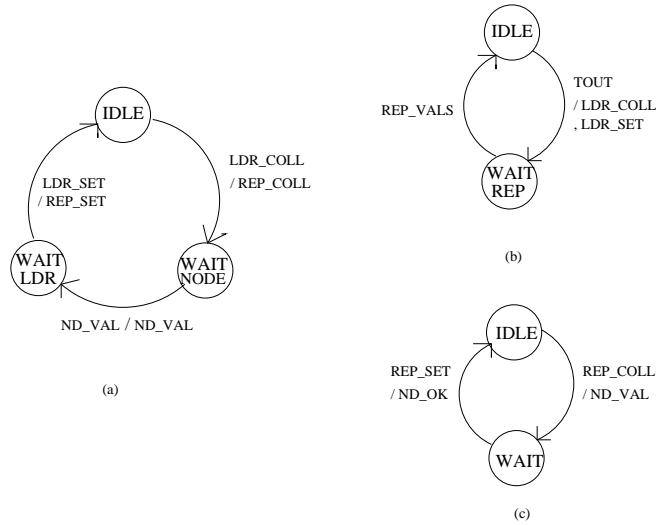 IDLE
LDR_COLL
/ REP_COLL
LDR_SET
/ REP_SET
WAIT
LDR
WAIT
NODE
ND_VAL / ND_VAL
(a)
IDLE
REP_VALS
TOUT
/ LDR_COLL
, LDR_SET
WAIT
REP
(b)
IDLE
REP_SET
/ ND_OK
REP_COLL
/ ND_VAL
WAIT
(c)